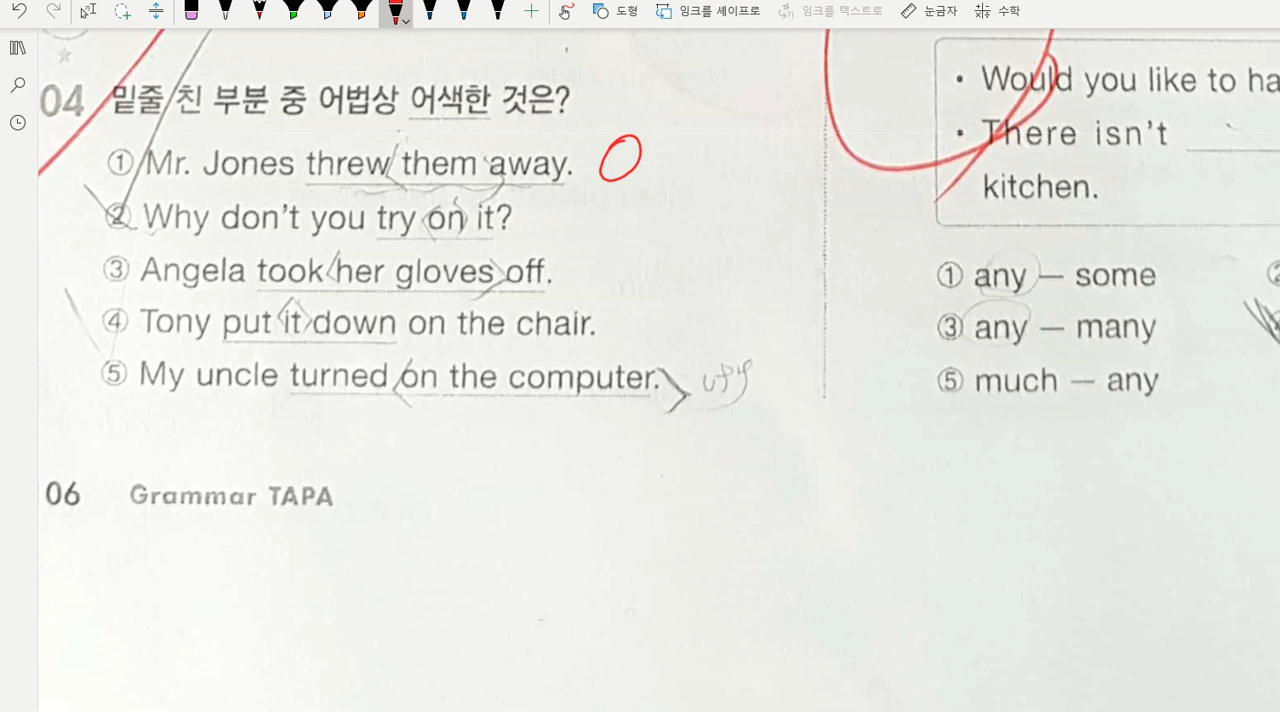 도형
잉크를 셰이프로
잉크를 텍스트로
눈금자
수학
04 밑줄 친 부분 중 어법상 어색한 것은?
① Mr. Jones threw them away.
② Why don't you try on it?
③ Angela took her gloves off.
④ Tony put it down on the chair.
⑤ My uncle turned on the computer.
06 Grammar TAPA
• Would you like to ha
• There isn't
kitchen.
① any — some
③ any — many
⑤ much — any